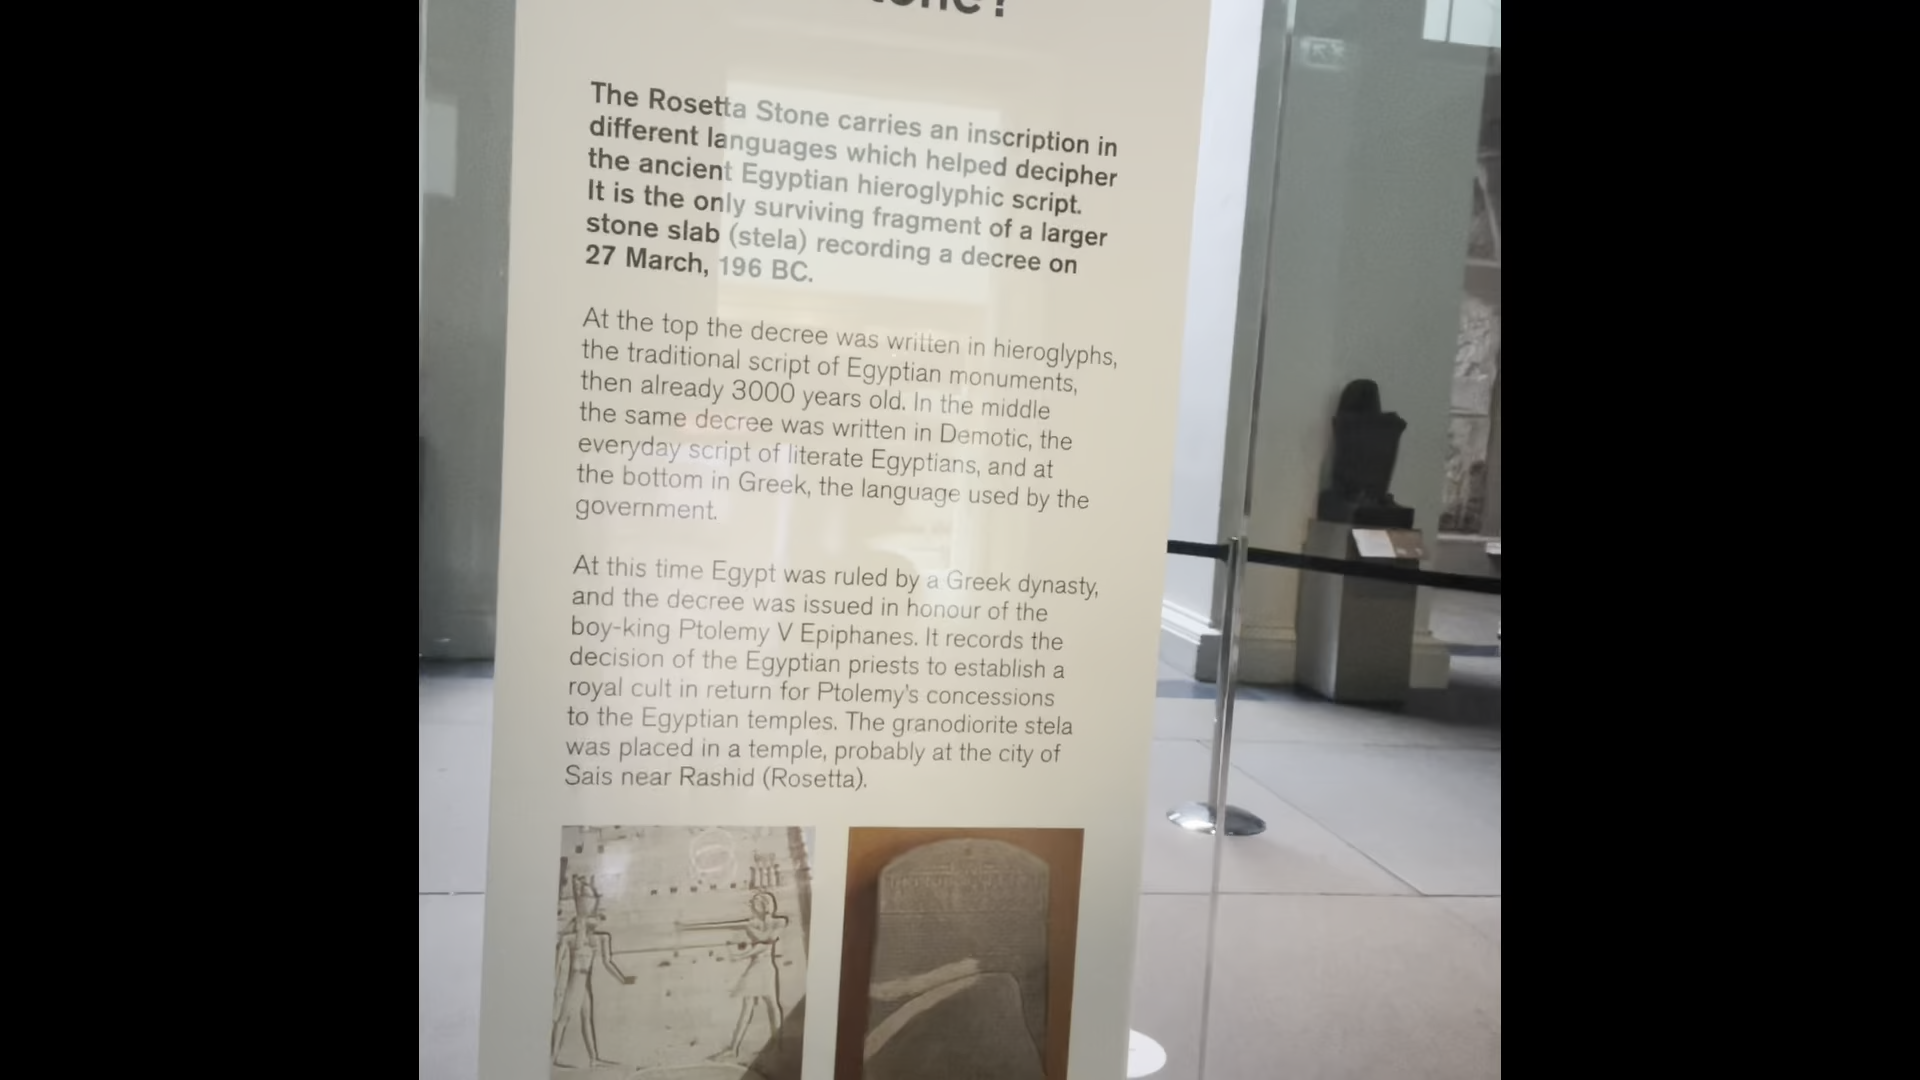 The Rosetta Stone carries an inscription in
different languages which helped decipher
the ancient Egyptian hieroglyphic script.
It is the only surviving fragment of a larger
stone slab (stela) recording a decree on
27 March, 196 BC.
At the top the decree was written in hieroglyphs,
the traditional script of Egyptian monuments,
then already 3000 years old. In the middle
the same decree was written in Demotic, the
everyday script of literate Egyptians, and at
the bottom in Greek, the language used by the
government.
At this time Egypt was ruled by a Greek dynasty,
and the decree was issued in honour of the
boy-king Ptolemy V Epiphanes. It records the
decision of the Egyptian priests to establish a
royal cult in return for Ptolemy's concessions
to the Egyptian temples. The granodiorite stela
was placed in a temple, probably at the city of
Sais near Rashid (Rosetta).